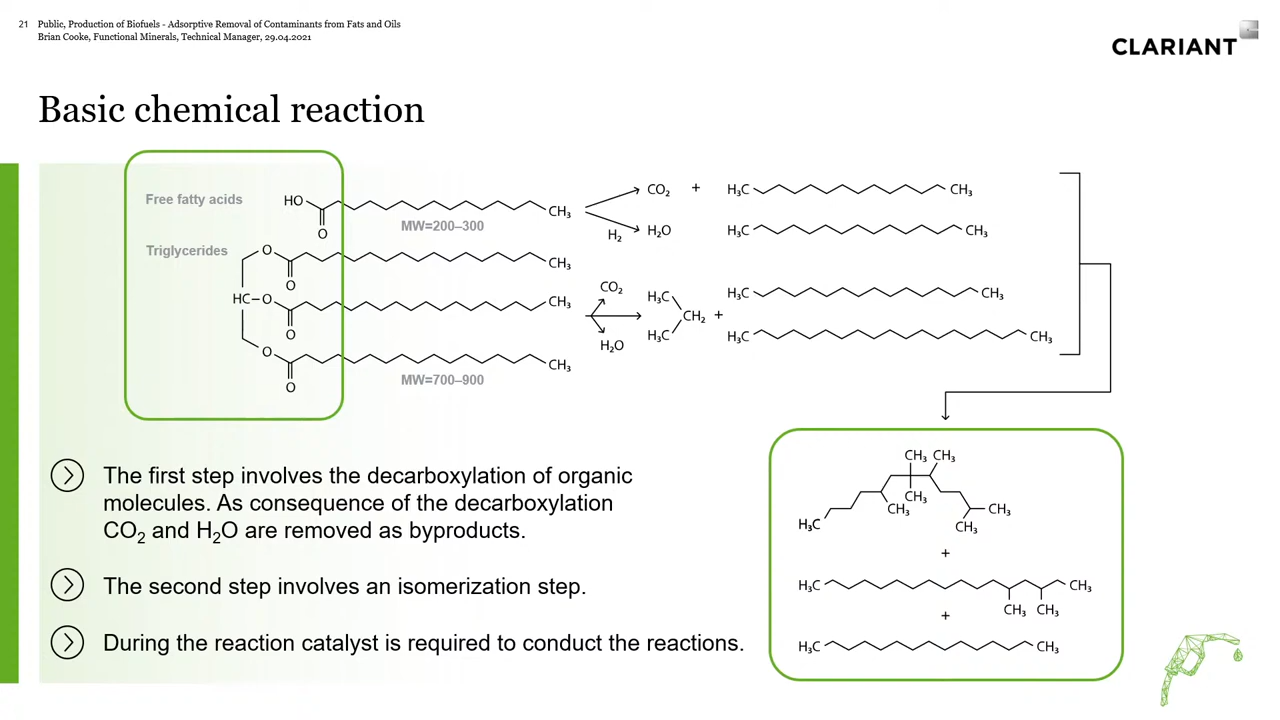 21 Public, Production of Biofuels - Adsorptive Removal of Contaminants from Fats and Oils
Brian Cooke, Functional Minerals, Technical Manager, 29.04.2021
CLARIANT
Basic chemical reaction
Free fatty acids
HO
O
CH₃
MW=200–300
H₂
CO₂
+
H₃C
CH₃
H₂O
H₃C
CH₃
Triglycerides
O
O
CH₃
HC–O
O
CH₃
O
O
CH₃
MW=700–900
CO₂
H₂O
H₃C
CH₂
H₃C
+
H₃C
CH₃
H₃C
CH₃
The first step involves the decarboxylation of organic
molecules. As consequence of the decarboxylation
CO₂ and H₂O are removed as byproducts.
The second step involves an isomerization step.
During the reaction catalyst is required to conduct the reactions.
CH₃ CH₃
CH₃
CH₃
CH₃
H₃C
CH₃
+
H₃C
CH₃
CH₃ CH₃
+
H₃C
CH₃